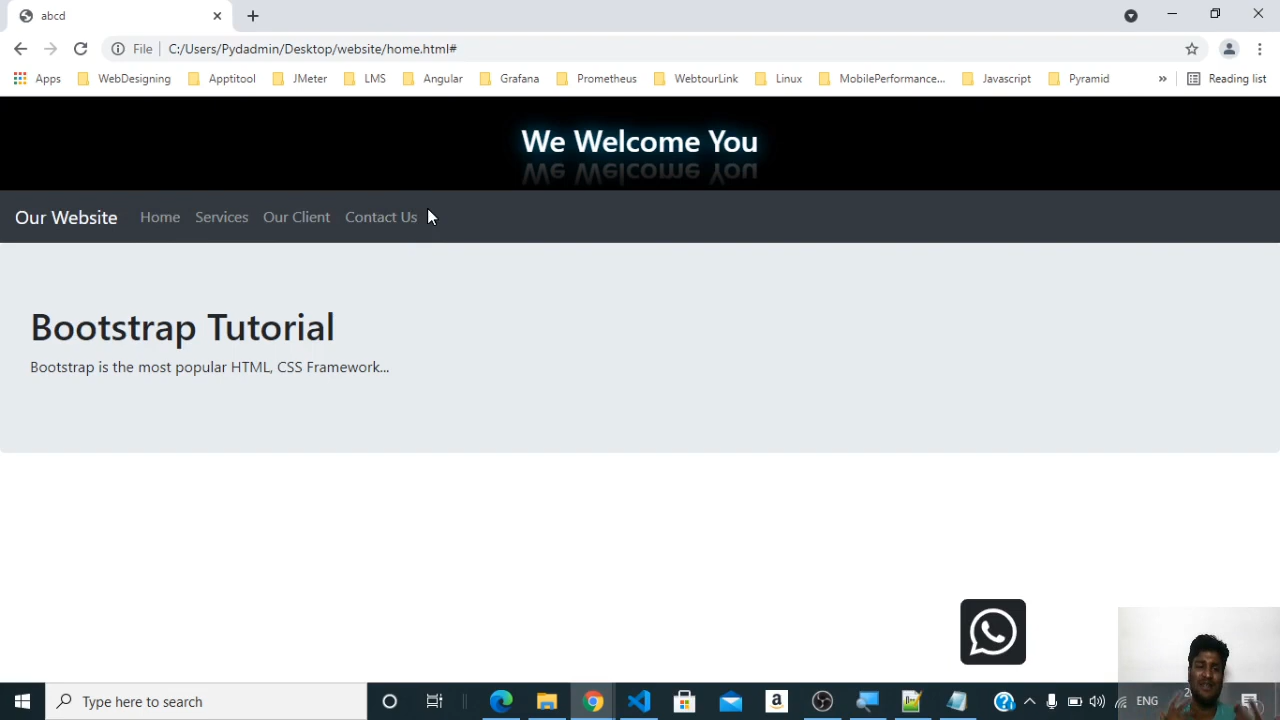 abcd
File C:/Users/Pydadmin/Desktop/website/home.html#
Apps WebDesigning Apptitool JMeter LMS Angular Grafana Prometheus WebtourLink Linux MobilePerformance... Javascript Pyramid » Reading list
We Welcome You
Our Website Home Services Our Client Contact Us
Bootstrap Tutorial
Bootstrap is the most popular HTML, CSS Framework...
Type here to search
ENG